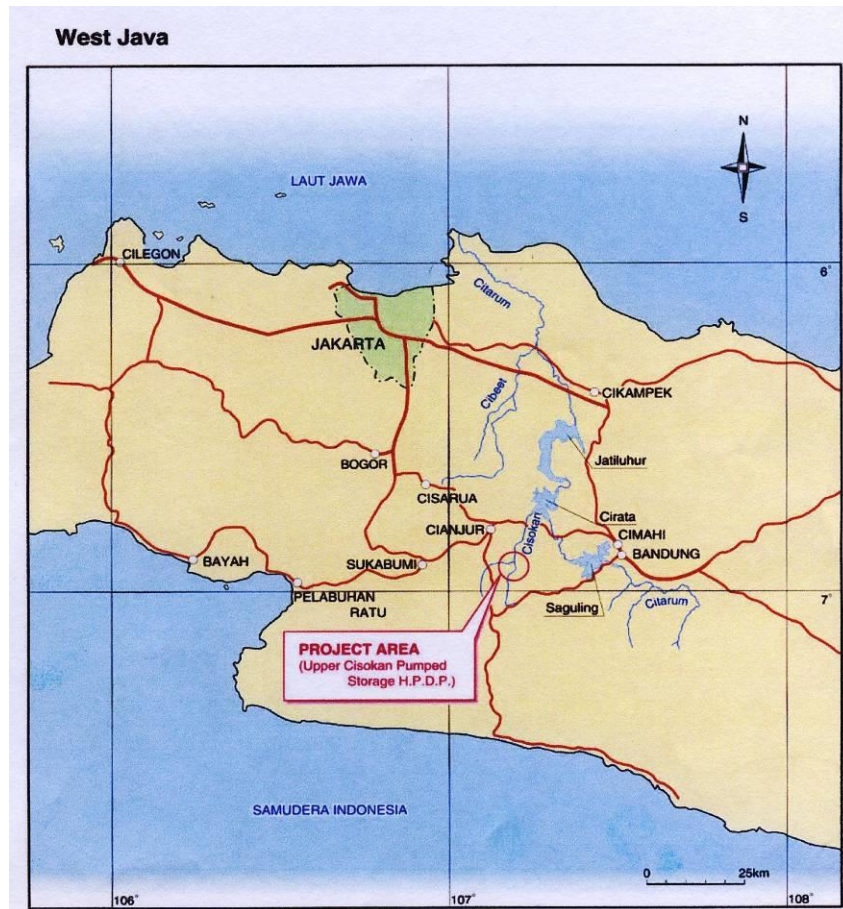 West Java
N
S
LAUT JAWA
CILEGON
6°
Citarum
JAKARTA
Cibeet
CIKAMPEK
BOGOR
Jatiluhur
CISARUA
Cirata
CIANJUR
Cisokan
CIMAHI
BANDUNG
BAYAH
SUKABUMI
7°
PELABUHAN
RATU
Saguling
Citarum
PROJECT AREA
(Upper Cisokan Pumped
Storage H.P.D.P.)
SAMUDERA INDONESIA
0 25km
106°
107°
108°